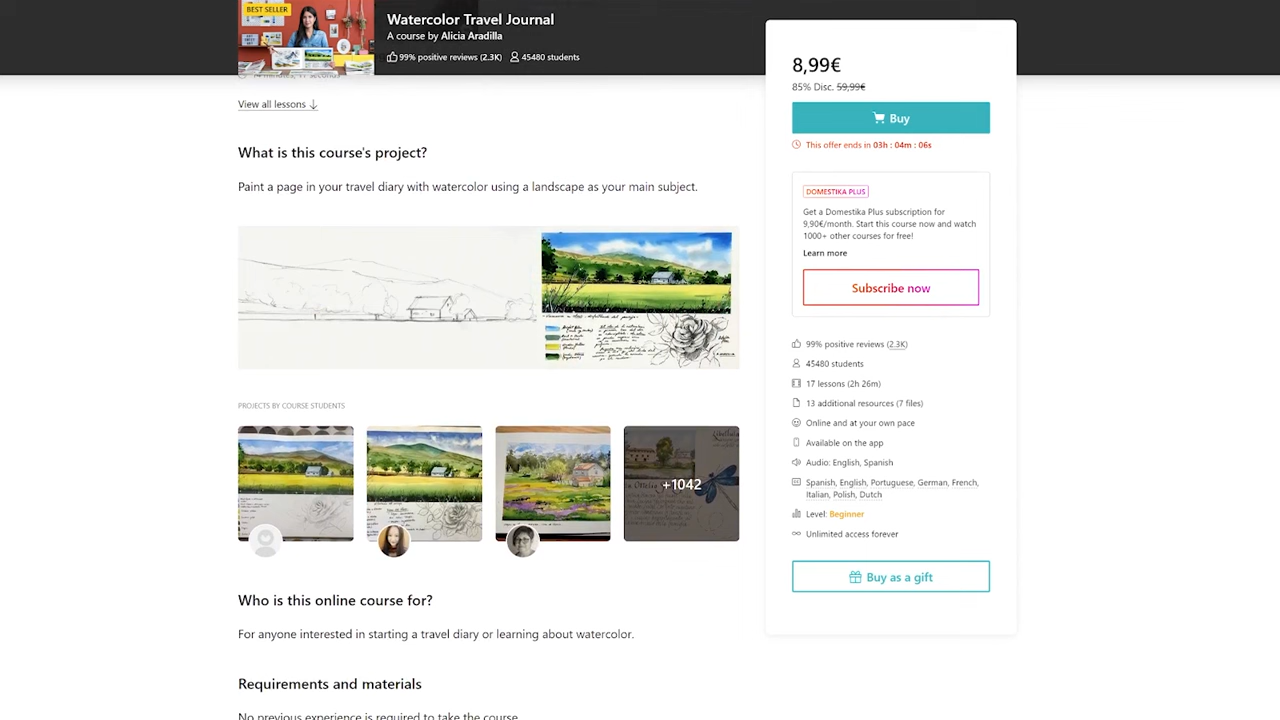 BEST SELLER
Watercolor Travel Journal
A course by Alicia Aradilla
99% positive reviews (2.3K) 45480 students
View all lessons ↓
What is this course's project?
Paint a page in your travel diary with watercolor using a landscape as your main subject.
PROJECTS BY COURSE STUDENTS
+1042
Who is this online course for?
For anyone interested in starting a travel diary or learning about watercolor.
Requirements and materials
No previous experience is required to take the course
8,99€
85% Disc. 59,99€
Buy
This offer ends in 03h : 04m : 06s
DOMESTIKA PLUS
Get a Domestika Plus subscription for
9,90€/month. Start this course now and watch
1000+ other courses for free!
Learn more
Subscribe now
99% positive reviews (2.3K)
45480 students
17 lessons (2h 26m)
13 additional resources (7 files)
Online and at your own pace
Available on the app
Audio: English, Spanish
Spanish, English, Portuguese, German, French,
Italian, Polish, Dutch
Level: Beginner
Unlimited access forever
Buy as a gift